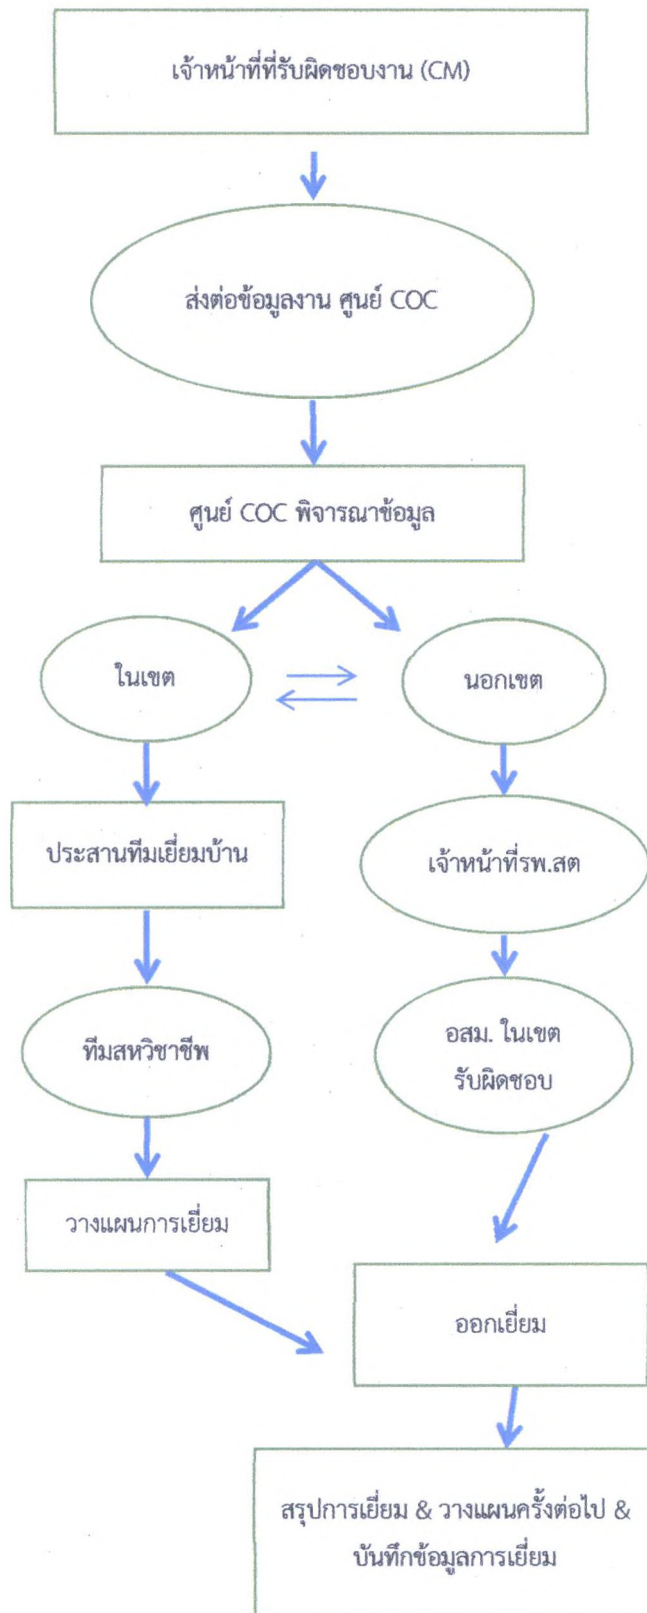 เจ้าหน้าที่ที่รับผิดชอบงาน (CM)
ส่งต่อข้อมูลงาน ศูนย์ COC
ศูนย์ COC พิจารณาข้อมูล
ในเขต
นอกเขต
ประสานทีมเยี่ยมบ้าน
เจ้าหน้าที่รพ.สต
ทีมสหวิชาชีพ
อสม. ในเขต
รับผิดชอบ
วางแผนการเยี่ยม
ออกเยี่ยม
สรุปการเยี่ยม & วางแผนครั้งต่อไป &
บันทึกข้อมูลการเยี่ยม